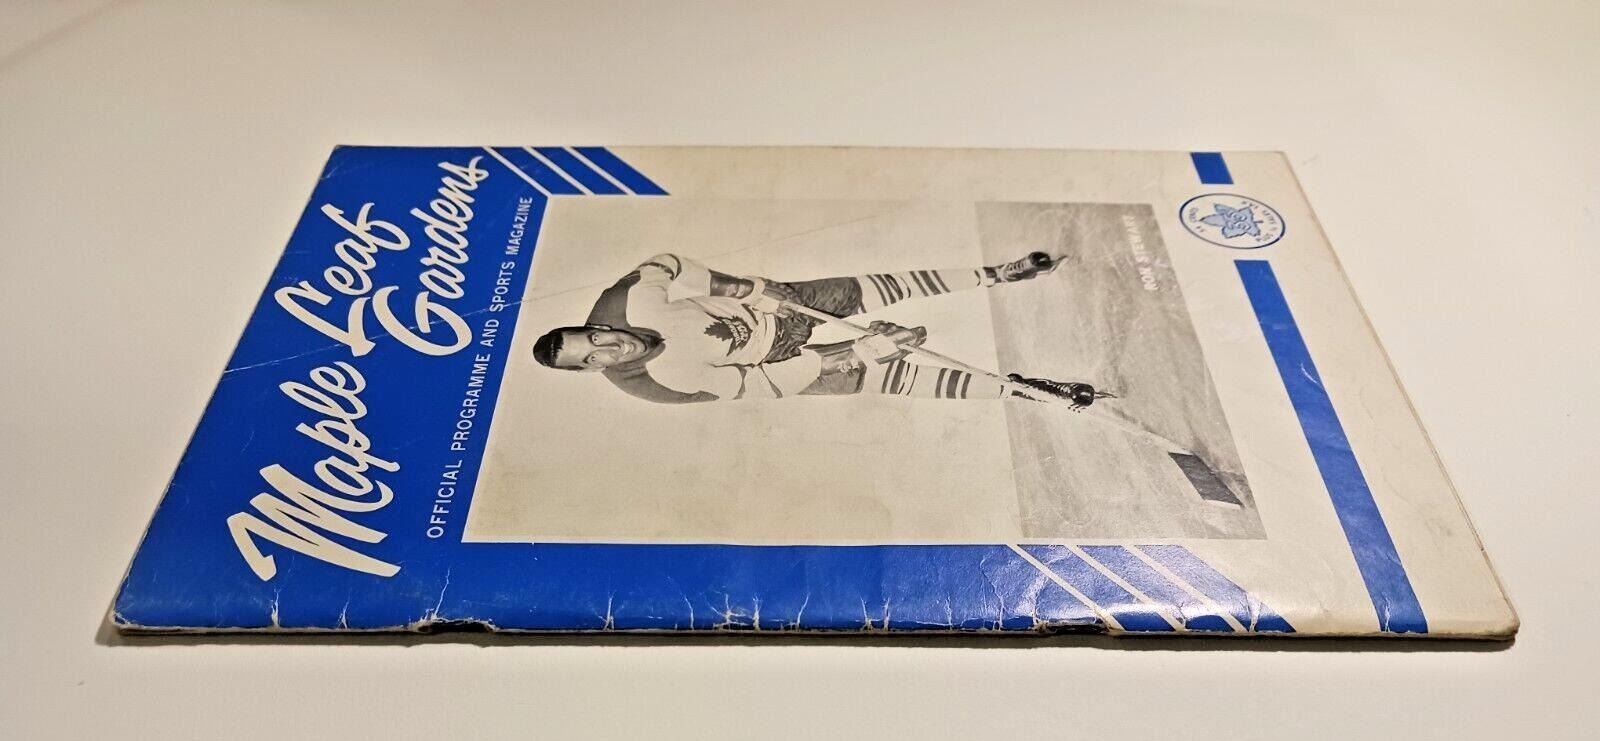 Maple Leaf
Gardens
OFFICIAL PROGRAMME AND SPORTS MAGAZINE
RON STEWART